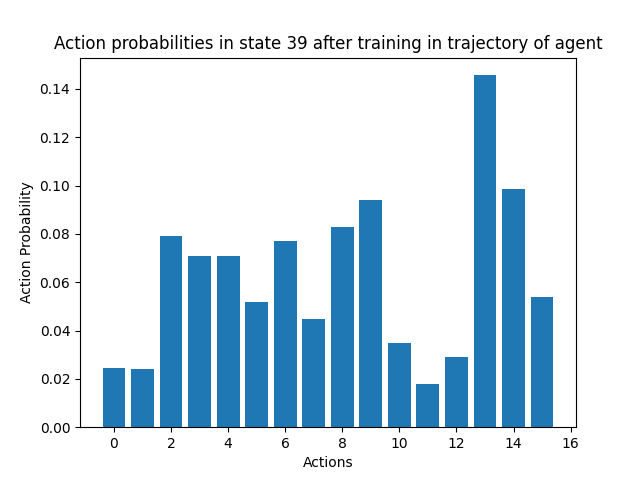 Action probabilities in state 39 after training in trajectory of agent
0.14
0.12
0.10
0.08
0.06
0.04
0.02
0.00
Action Probability
0 2 4 6 8 10 12 14 16
Actions